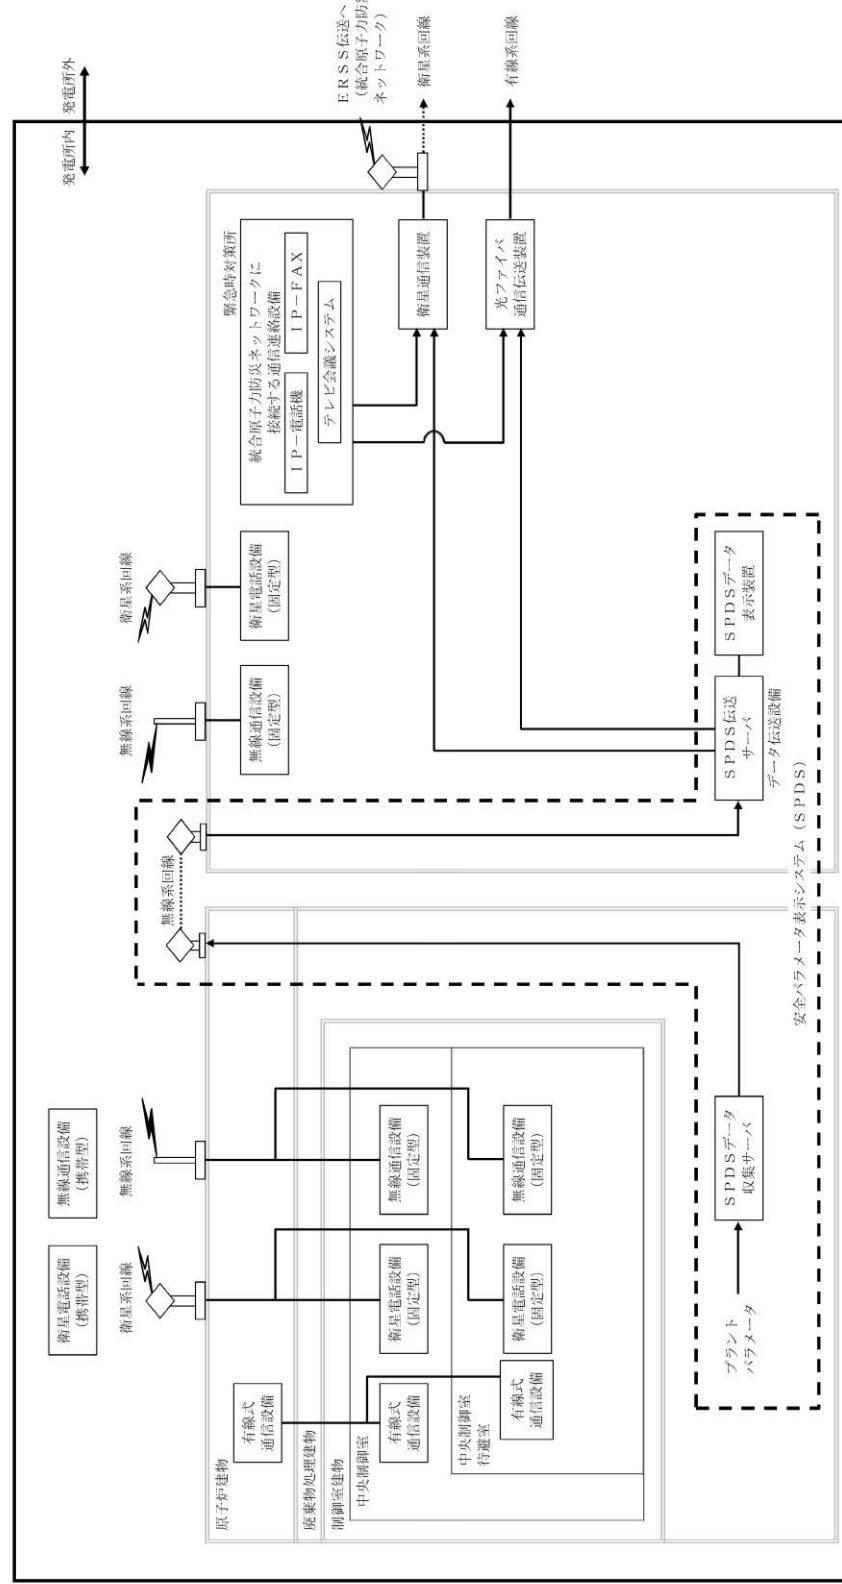 発電所内
発電所外
ERSS伝送へ
(統合原子力防災
ネットワーク)
衛星系回線
有線系回線
緊急時対策所
統合原子力防災ネットワークに
接続する通信連絡設備
IP-電話機
IP-FAX
テレビ会議システム
衛星通信装置
光ファイバ
通信伝送装置
衛星系回線
衛星電話設備
(固定型)
無線系回線
無線通信設備
(固定型)
SPDS伝送
サーバ
データ伝送設備
SPDSデータ
表示装置
安全パラメータ表示システム(SPDS)
無線系回線
無線通信設備
(携帯型)
無線系回線
衛星電話設備
(携帯型)
衛星系回線
原子炉建物
有線式
通信設備
廃棄物処理建物
制御室建物
中央制御室
有線式
通信設備
衛星電話設備
(固定型)
無線通信設備
(固定型)
中央制御室
待避室
有線式
通信設備
衛星電話設備
(固定型)
無線通信設備
(固定型)
プラント
パラメータ
SPDSデータ
収集サーバ